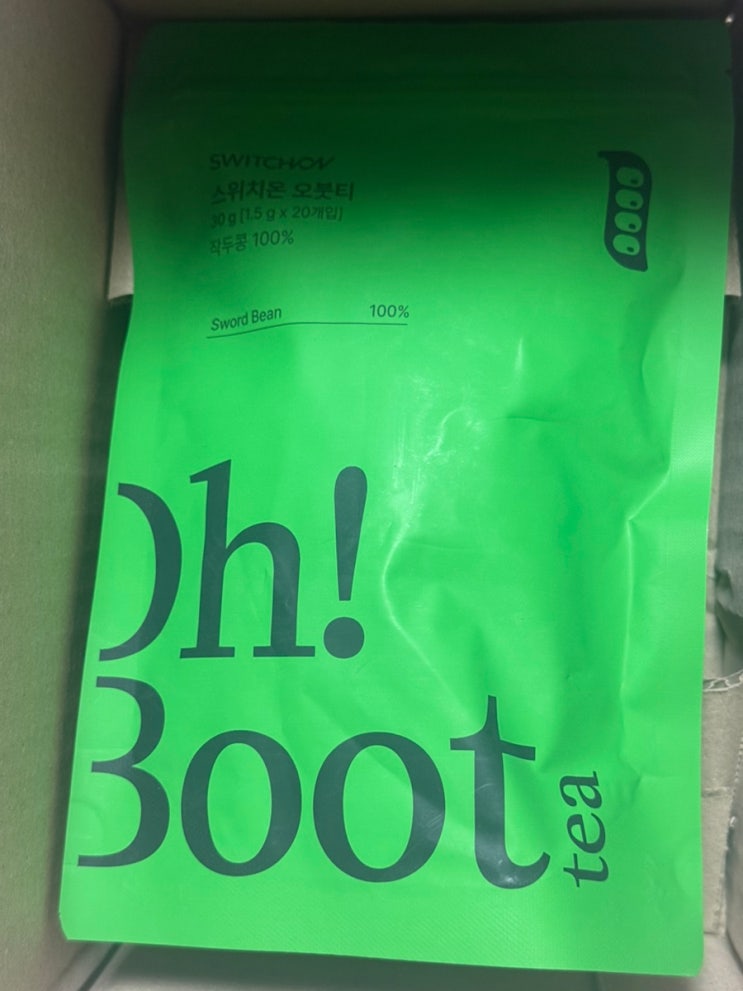 SWITCHON
스위치온 오붓티
30 g [1.5 g x 20개입]
작두콩 100%
Sword Bean 100%
Oh!
Boot
tea